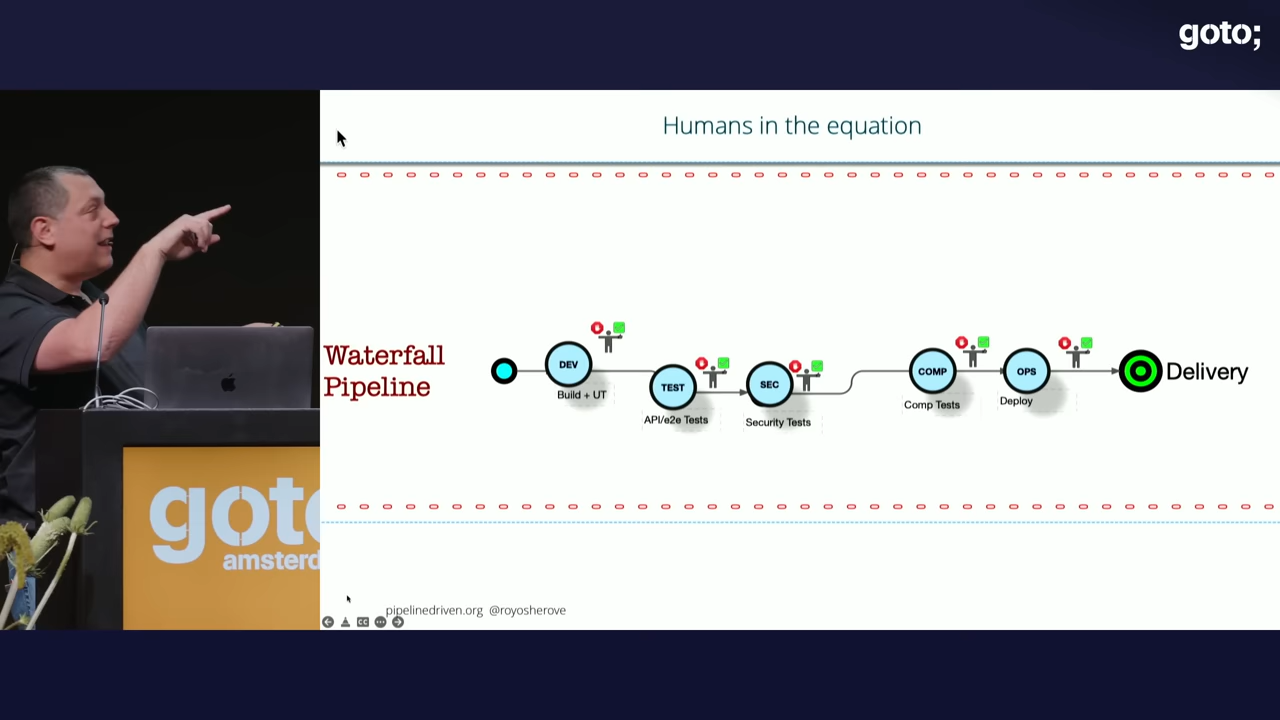 goto;
Humans in the equation
Waterfall
Pipeline
DEV
Build + UT
TEST
API/e2e Tests
SEC
Security Tests
COMP
Comp Tests
OPS
Deploy
Delivery
goto
amsterd
pipelinedriven.org @royosherove
CC